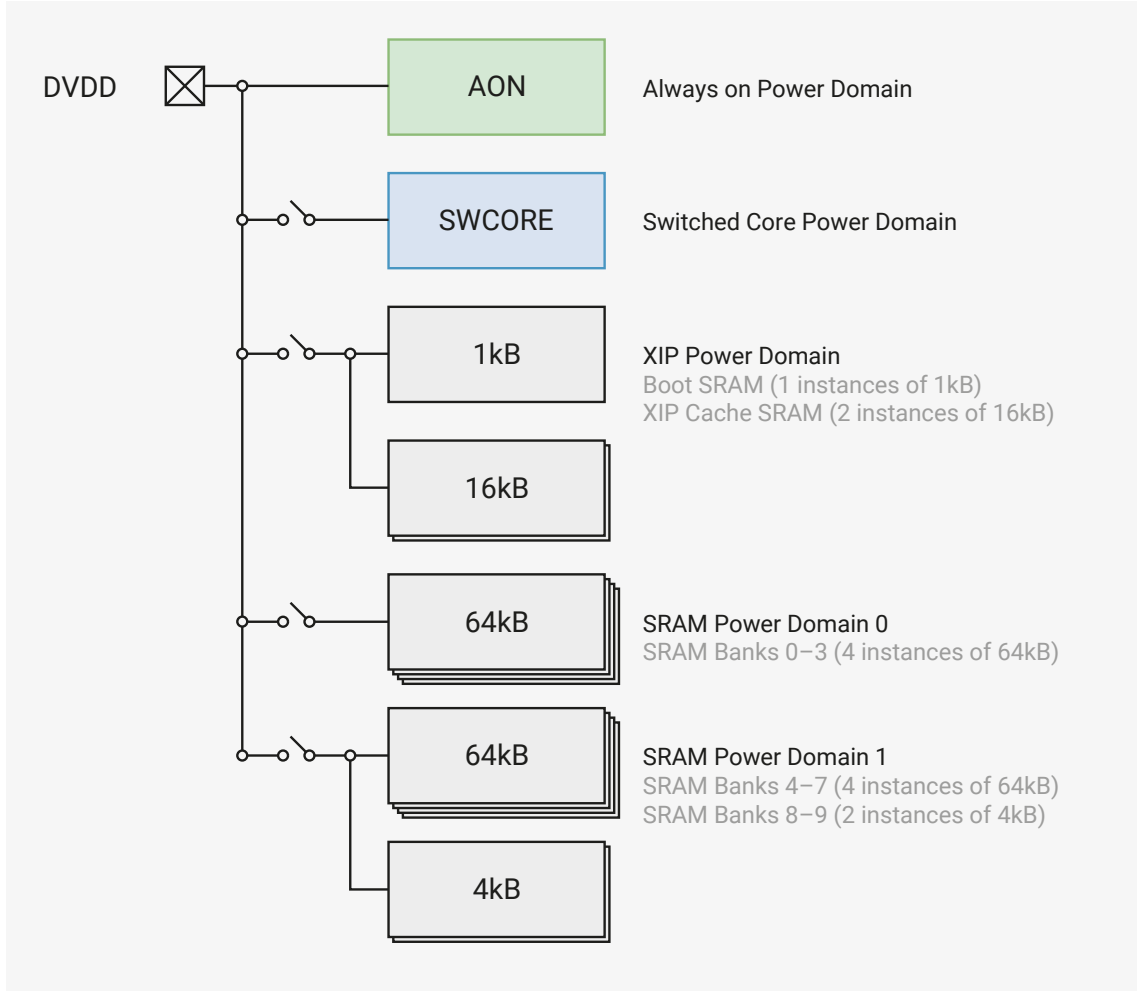 DVDD
AON
Always on Power Domain
SWCORE
Switched Core Power Domain
1kB
XIP Power Domain
Boot SRAM (1 instances of 1kB)
XIP Cache SRAM (2 instances of 16kB)
16kB
64kB
SRAM Power Domain 0
SRAM Banks 0–3 (4 instances of 64kB)
64kB
SRAM Power Domain 1
SRAM Banks 4–7 (4 instances of 64kB)
SRAM Banks 8–9 (2 instances of 4kB)
4kB